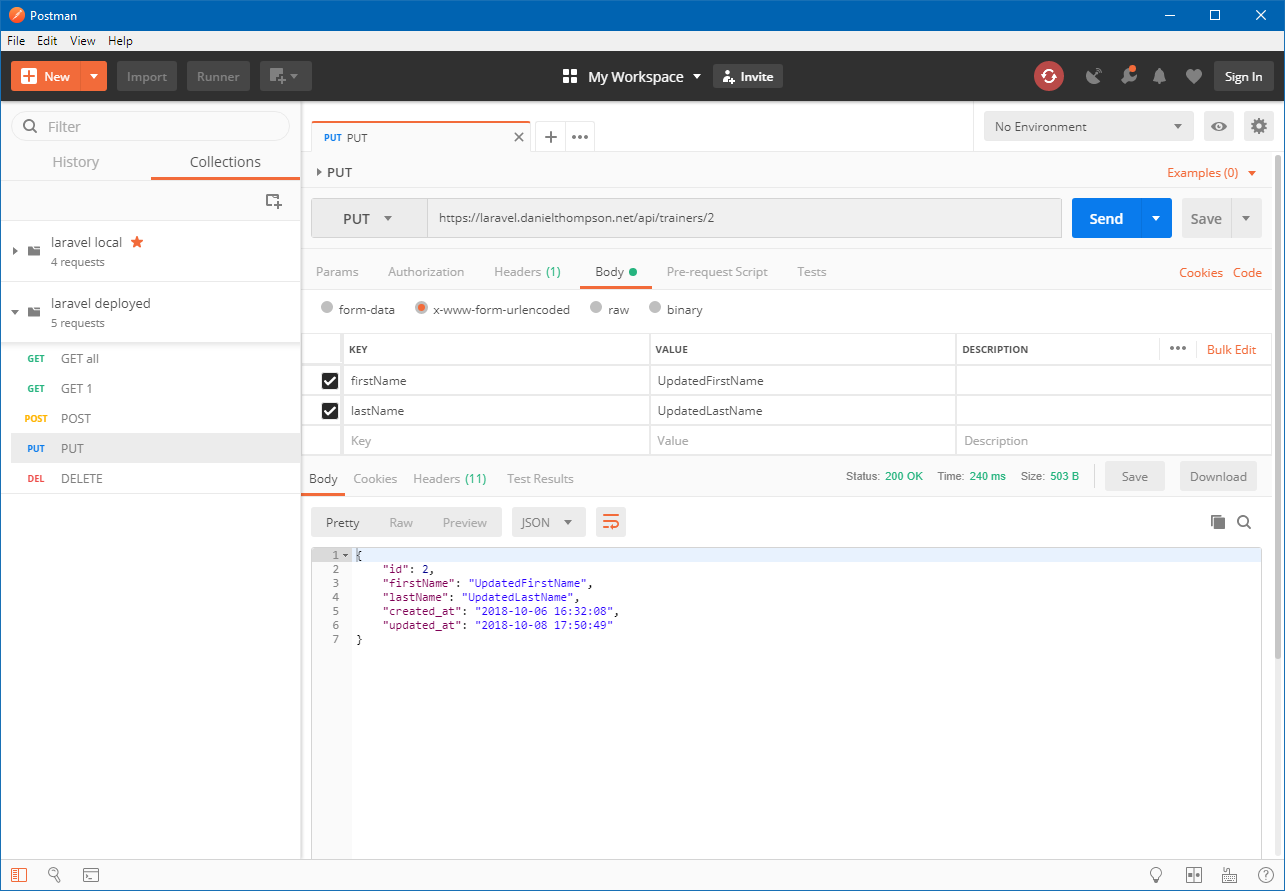 Postman
File Edit View Help
New Import Runner My Workspace Invite Sign In
Filter
History Collections
laravel local
4 requests
laravel deployed
5 requests
GET GET all
GET GET 1
POST POST
PUT PUT
DEL DELETE
PUT PUT
No Environment
PUT
Examples (0)
PUT https://laravel.danielthompson.net/api/trainers/2 Send Save
Params Authorization Headers (1) Body Pre-request Script Tests Cookies Code
form-data x-www-form-urlencoded raw binary
KEY VALUE DESCRIPTION Bulk Edit
firstName UpdatedFirstName
lastName UpdatedLastName
Key Value Description
Body Cookies Headers (11) Test Results Status: 200 OK Time: 240 ms Size: 503 B Save Download
Pretty Raw Preview JSON
1 {
2 "id": 2,
3 "firstName": "UpdatedFirstName",
4 "lastName": "UpdatedLastName",
5 "created_at": "2018-10-06 16:32:08",
6 "updated_at": "2018-10-08 17:50:49"
7 }